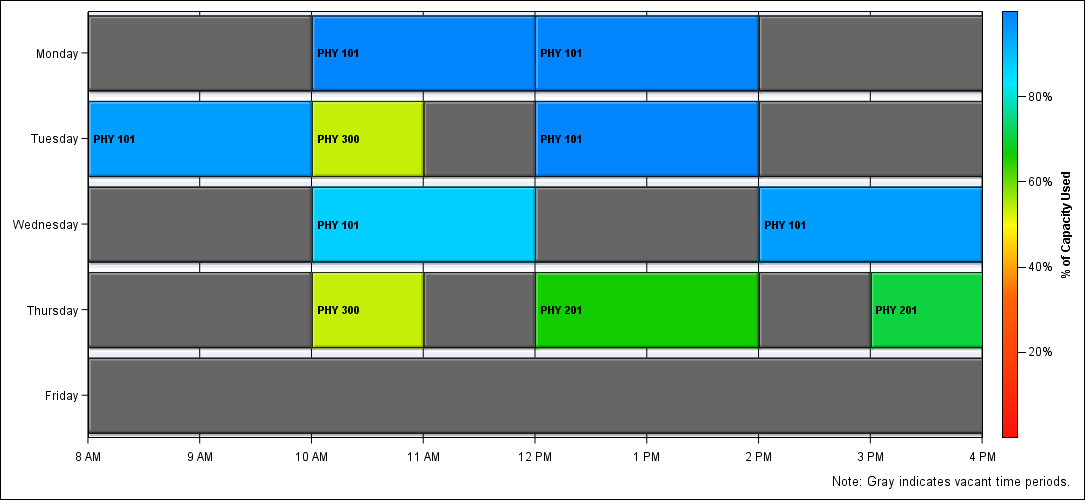 Monday
PHY 101
PHY 101
Tuesday
PHY 101
PHY 300
PHY 101
Wednesday
PHY 101
PHY 101
Thursday
PHY 300
PHY 201
PHY 201
Friday
8 AM
9 AM
10 AM
11 AM
12 PM
1 PM
2 PM
3 PM
4 PM
80%
60%
40%
20%
% of Capacity Used
Note: Gray indicates vacant time periods.